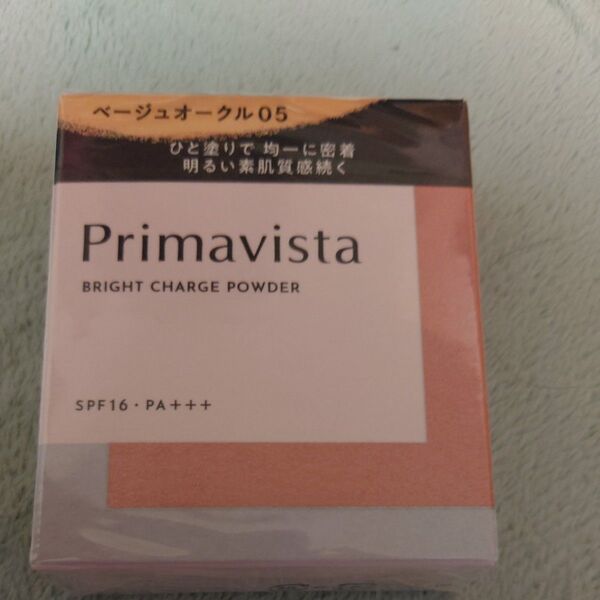 ベージュオークル05
ひと塗りで 均一に密着
明るい素肌質感続く
Primavista
BRIGHT CHARGE POWDER
SPF16・PA+++